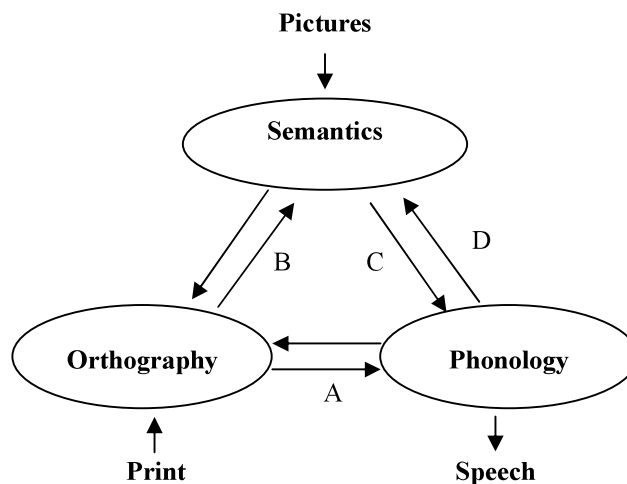 Pictures
Semantics
B
C
D
Orthography
Phonology
A
Print
Speech